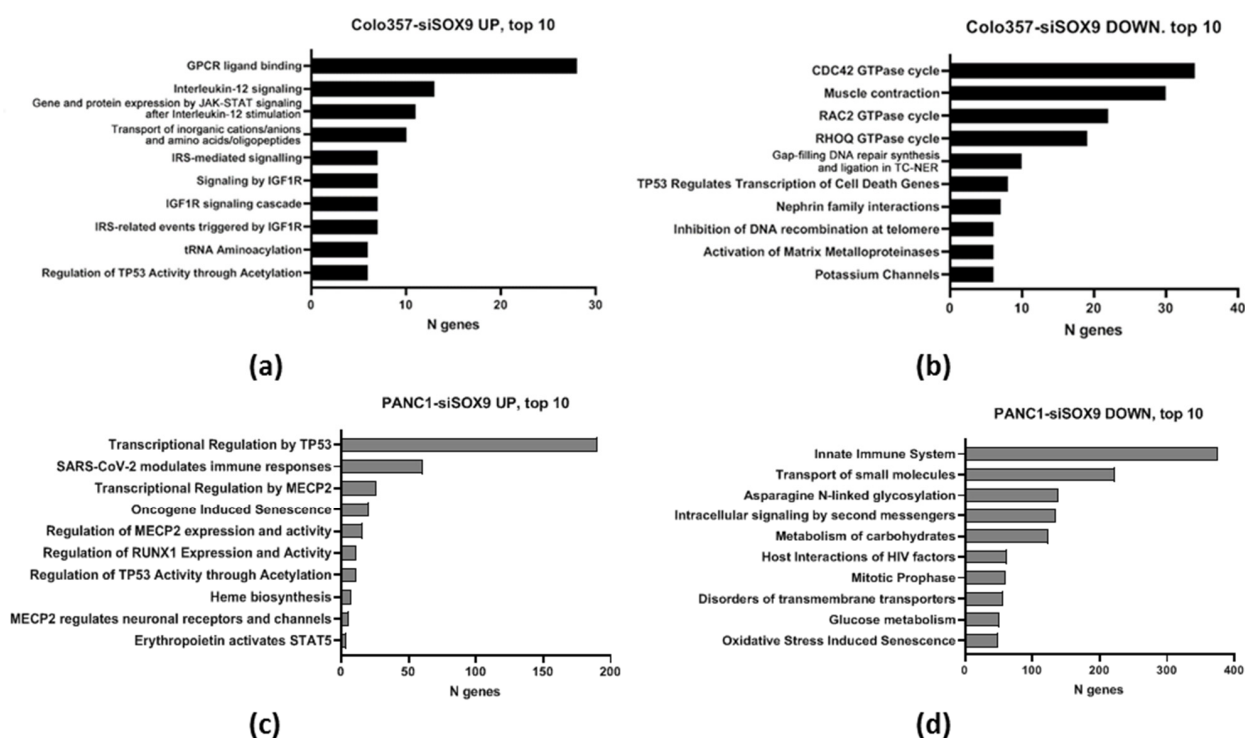 Colo357-siSOX9 UP, top 10
GPCR ligand binding
Interleukin-12 signaling
Gene and protein expression by JAK-STAT signaling
after Interleukin-12 stimulation
Transport of inorganic cations/anions
and amino acids/oligopeptides
IRS-mediated signalling
Signaling by IGF1R
IGF1R signaling cascade
IRS-related events triggered by IGF1R
tRNA Aminoacylation
Regulation of TP53 Activity through Acetylation
0 10 20 30
N genes
(a)
Colo357-siSOX9 DOWN. top 10
CDC42 GTPase cycle
Muscle contraction
RAC2 GTPase cycle
RHOQ GTPase cycle
Gap-filling DNA repair synthesis
and ligation in TC-NER
TP53 Regulates Transcription of Cell Death Genes
Nephrin family interactions
Inhibition of DNA recombination at telomere
Activation of Matrix Metalloproteinases
Potassium Channels
0 10 20 30 40
N genes
(b)
PANC1-siSOX9 UP, top 10
Transcriptional Regulation by TP53
SARS-CoV-2 modulates immune responses
Transcriptional Regulation by MECP2
Oncogene Induced Senescence
Regulation of MECP2 expression and activity
Regulation of RUNX1 Expression and Activity
Regulation of TP53 Activity through Acetylation
Heme biosynthesis
MECP2 regulates neuronal receptors and channels
Erythropoietin activates STAT5
0 50 100 150 200
N genes
(c)
PANC1-siSOX9 DOWN, top 10
Innate Immune System
Transport of small molecules
Asparagine N-linked glycosylation
Intracellular signaling by second messengers
Metabolism of carbohydrates
Host Interactions of HIV factors
Mitotic Prophase
Disorders of transmembrane transporters
Glucose metabolism
Oxidative Stress Induced Senescence
0 100 200 300 400
N genes
(d)